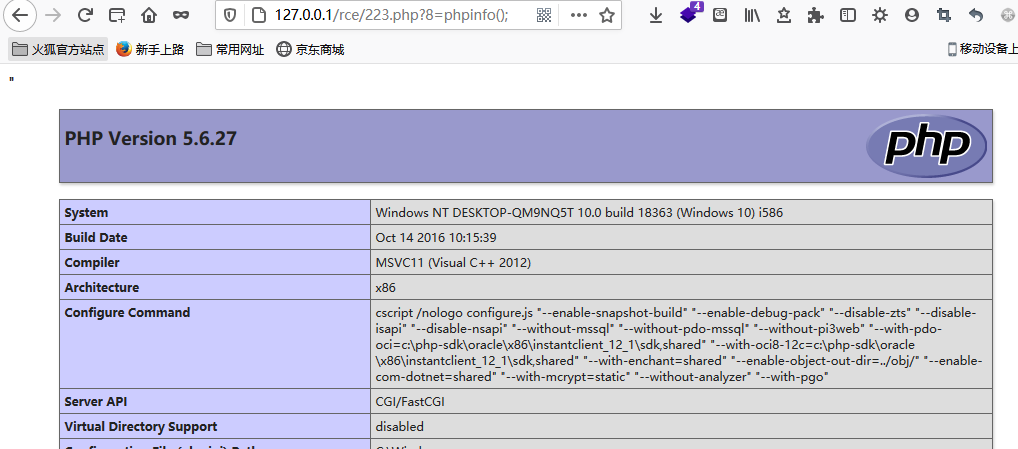 127.0.0.1/rce/223.php?8=phpinfo();
4
火狐官方站点 新手上路 常用网址 京东商城 移动设备上
"
PHP Version 5.6.27
php
System Windows NT DESKTOP-QM9NQ5T 10.0 build 18363 (Windows 10) i586
Build Date Oct 14 2016 10:15:39
Compiler MSVC11 (Visual C++ 2012)
Architecture x86
Configure Command cscript /nologo configure.js "--enable-snapshot-build" "--enable-debug-pack" "--disable-zts" "--disable-
isapi" "--disable-nsapi" "--without-mssql" "--without-pdo-mssql" "--without-pi3web" "--with-pdo-
oci=c:\php-sdk\oracle\x86\instantclient_12_1\sdk,shared" "--with-oci8-12c=c:\php-sdk\oracle
\x86\instantclient_12_1\sdk,shared" "--with-enchant=shared" "--enable-object-out-dir=../obj/" "--enable-
com-dotnet=shared" "--with-mcrypt=static" "--without-analyzer" "--with-pgo"
Server API CGI/FastCGI
Virtual Directory Support disabled